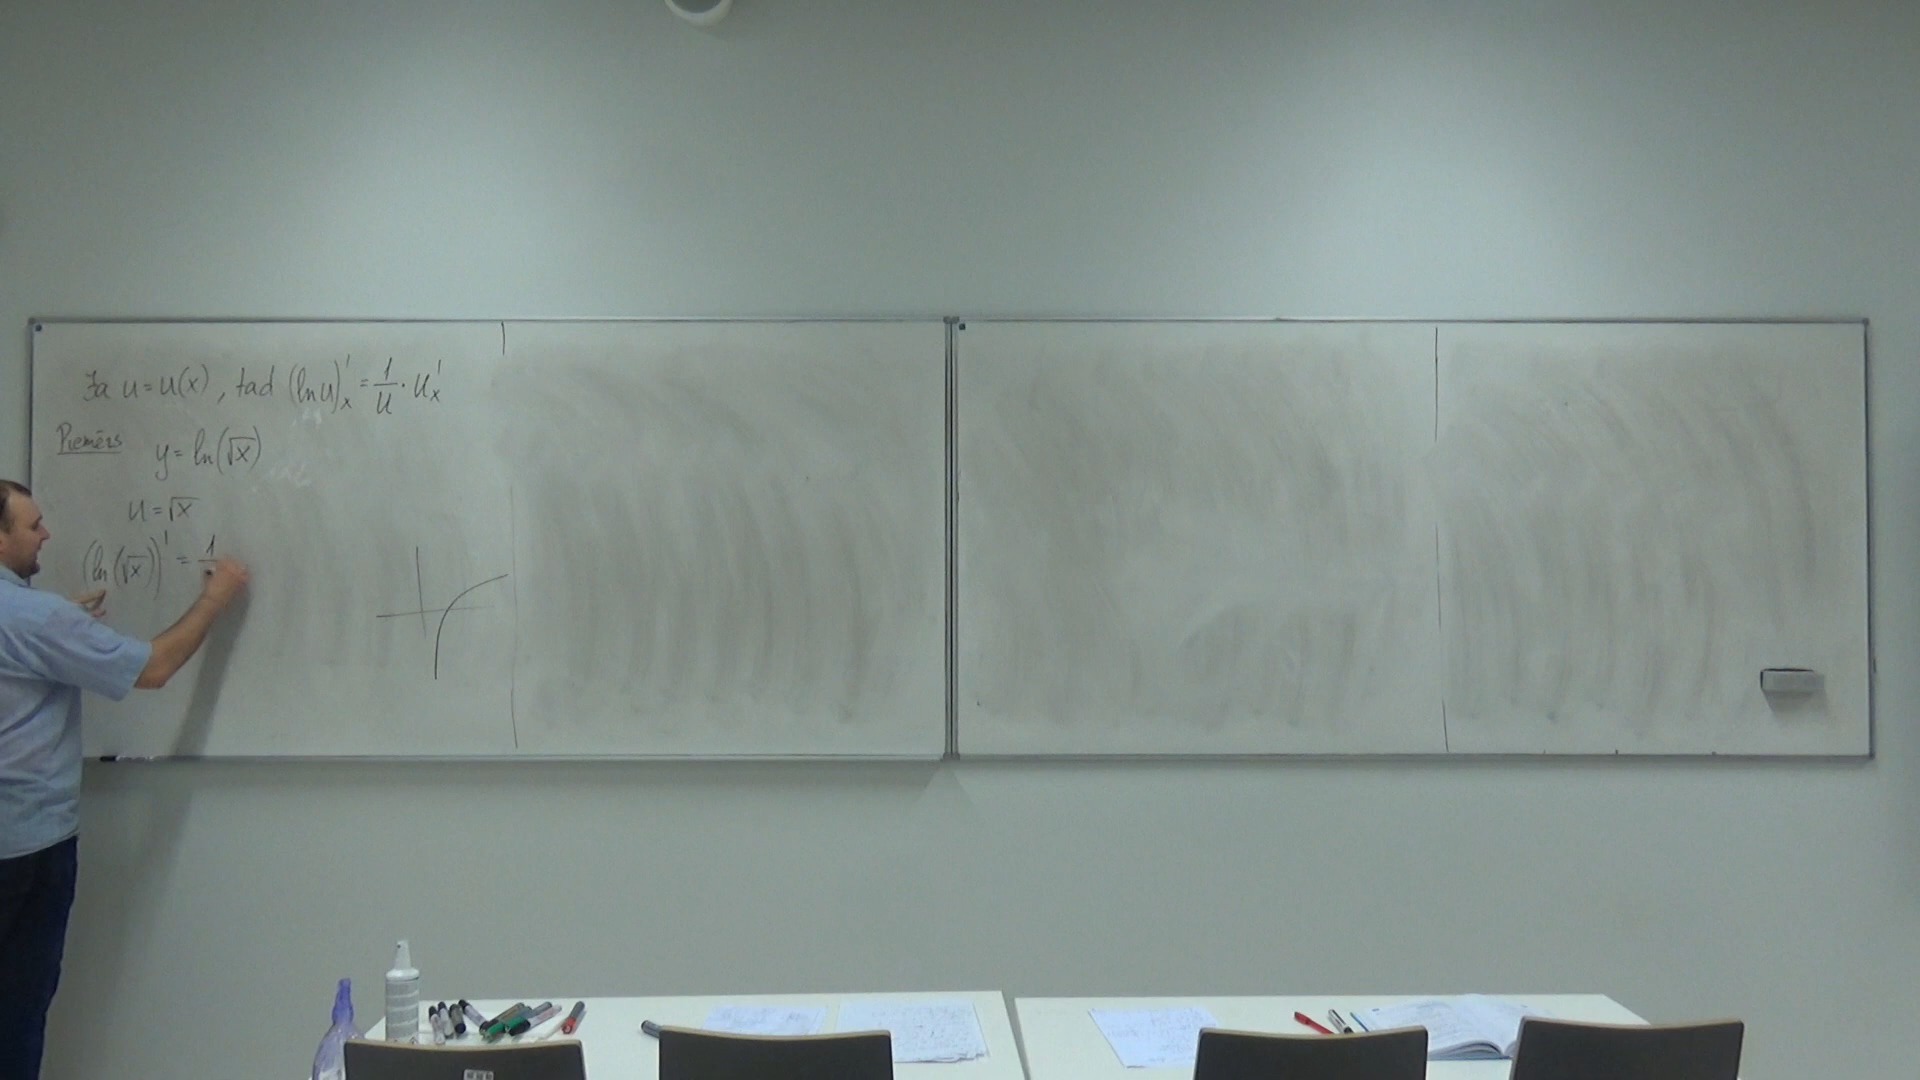 Ja u=u(x), tad (ln u)'ₓ = 1/u · u'ₓ
Piemērs y = ln(√x)
u = √x
(ln(√x))' = 1